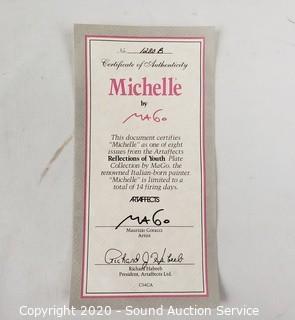 No. 1280 B
Certificate of Authenticity
Michelle
by
MaGo
This document certifies
"Michelle" as one of eight
issues from the Artaffects
Reflections of Youth Plate
Collection by MaGo, the
renowned Italian-born painter.
"Michelle" is limited to a
total of 14 firing days.
ARTAFFECTS
MaGo
Maurizio Goracci
Artist
Richard J. Habeeb
Richard Habeeb
President, Artaffects Ltd.
C14CA
Copyright 2020 - Sound Auction Service